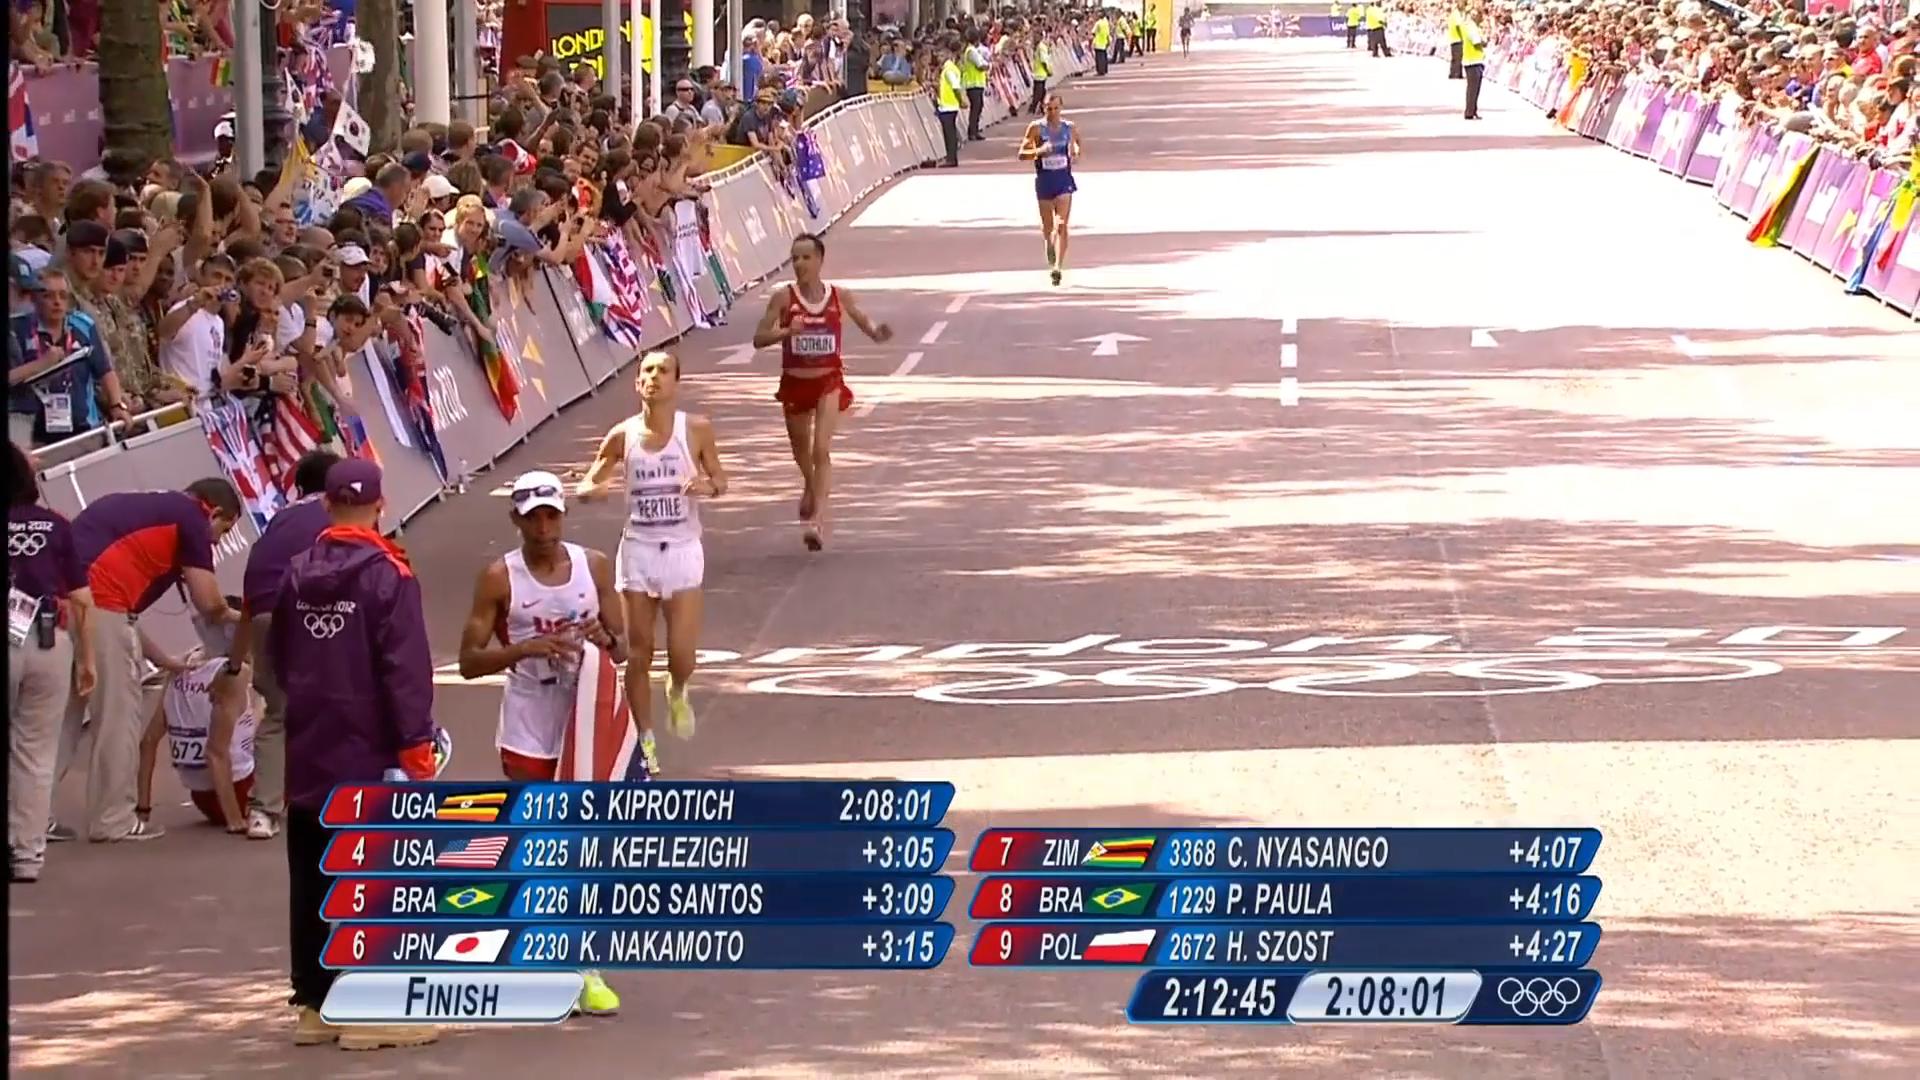 LONDON
ROTHLIN
Italia
BERTILE
USA
LONDON 2012
672
london 20
1 UGA 3113 S. KIPROTICH 2:08:01
4 USA 3225 M. KEFLEZIGHI +3:05
5 BRA 1226 M. DOS SANTOS +3:09
6 JPN 2230 K. NAKAMOTO +3:15
7 ZIM 3368 C. NYASANGO +4:07
8 BRA 1229 P. PAULA +4:16
9 POL 2672 H. SZOST +4:27
FINISH
2:12:45 2:08:01